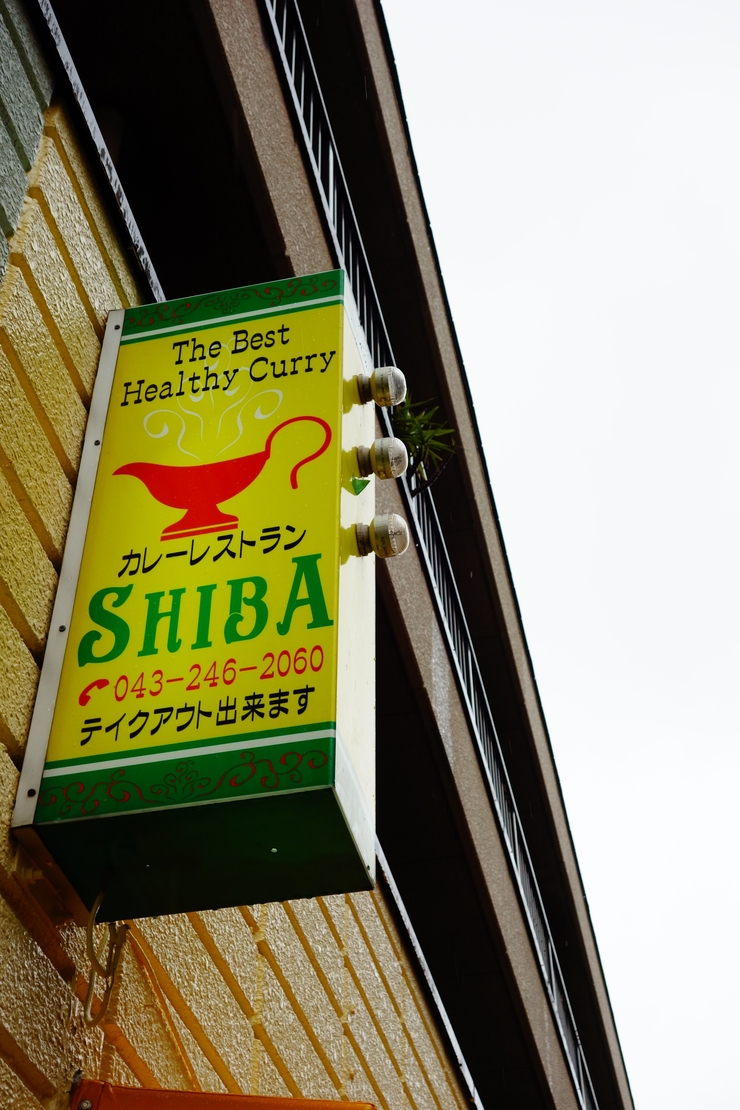 The Best
Healthy Curry
カレーレストラン
SHIBA
043-246-2060
テイクアウト出来ます